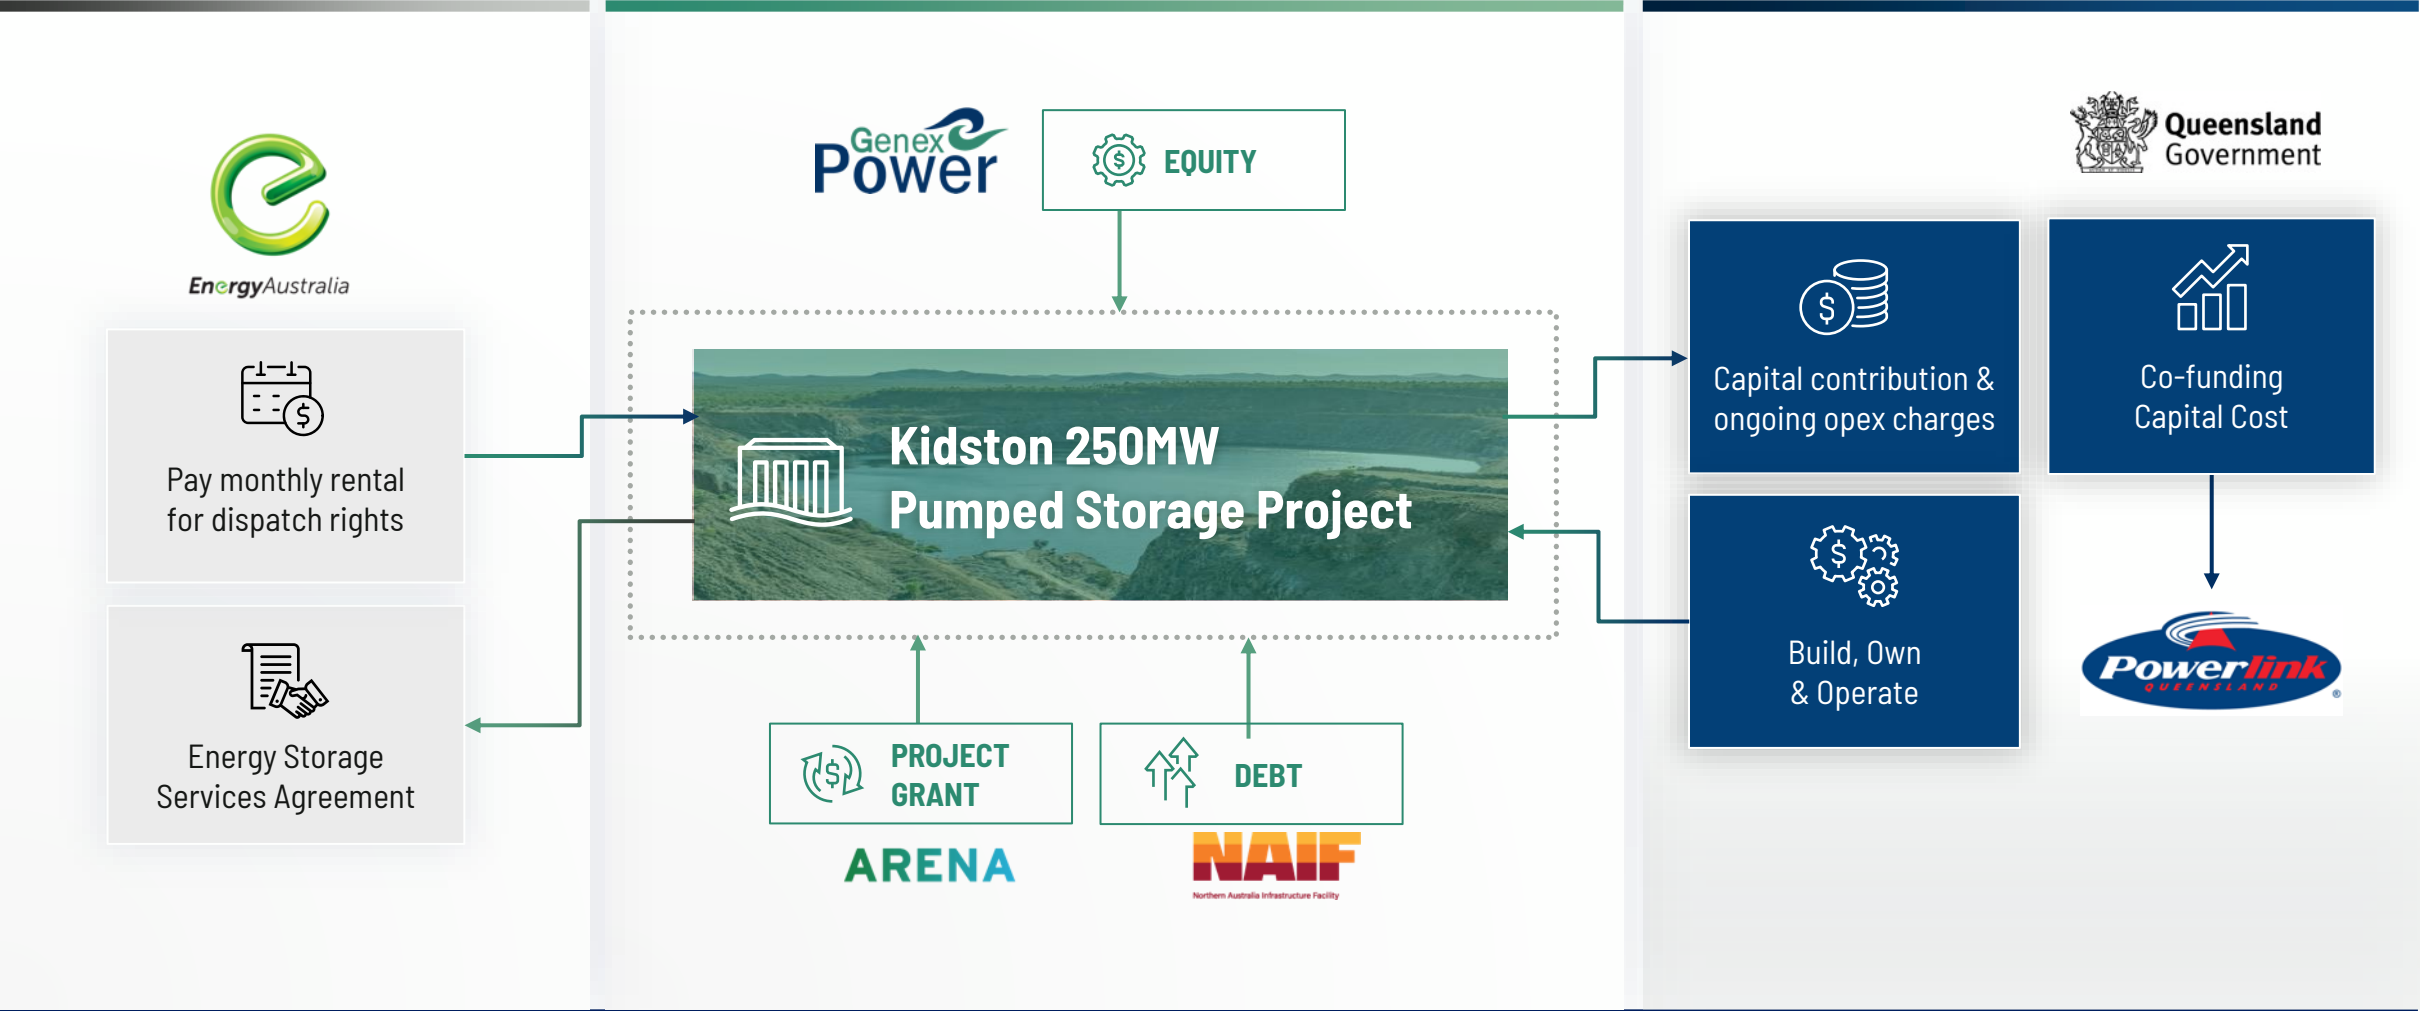 EnergyAustralia
Pay monthly rental
for dispatch rights
Energy Storage
Services Agreement
Genex
Power
$
EQUITY
Kidston 250MW
Pumped Storage Project
$
PROJECT
GRANT
DEBT
ARENA
NAIF
Northern Australia Infrastructure Facility
Queensland
Government
$
Capital contribution &
ongoing opex charges
Co-funding
Capital Cost
$
Build, Own
& Operate
Powerlink
QUEENSLAND
®